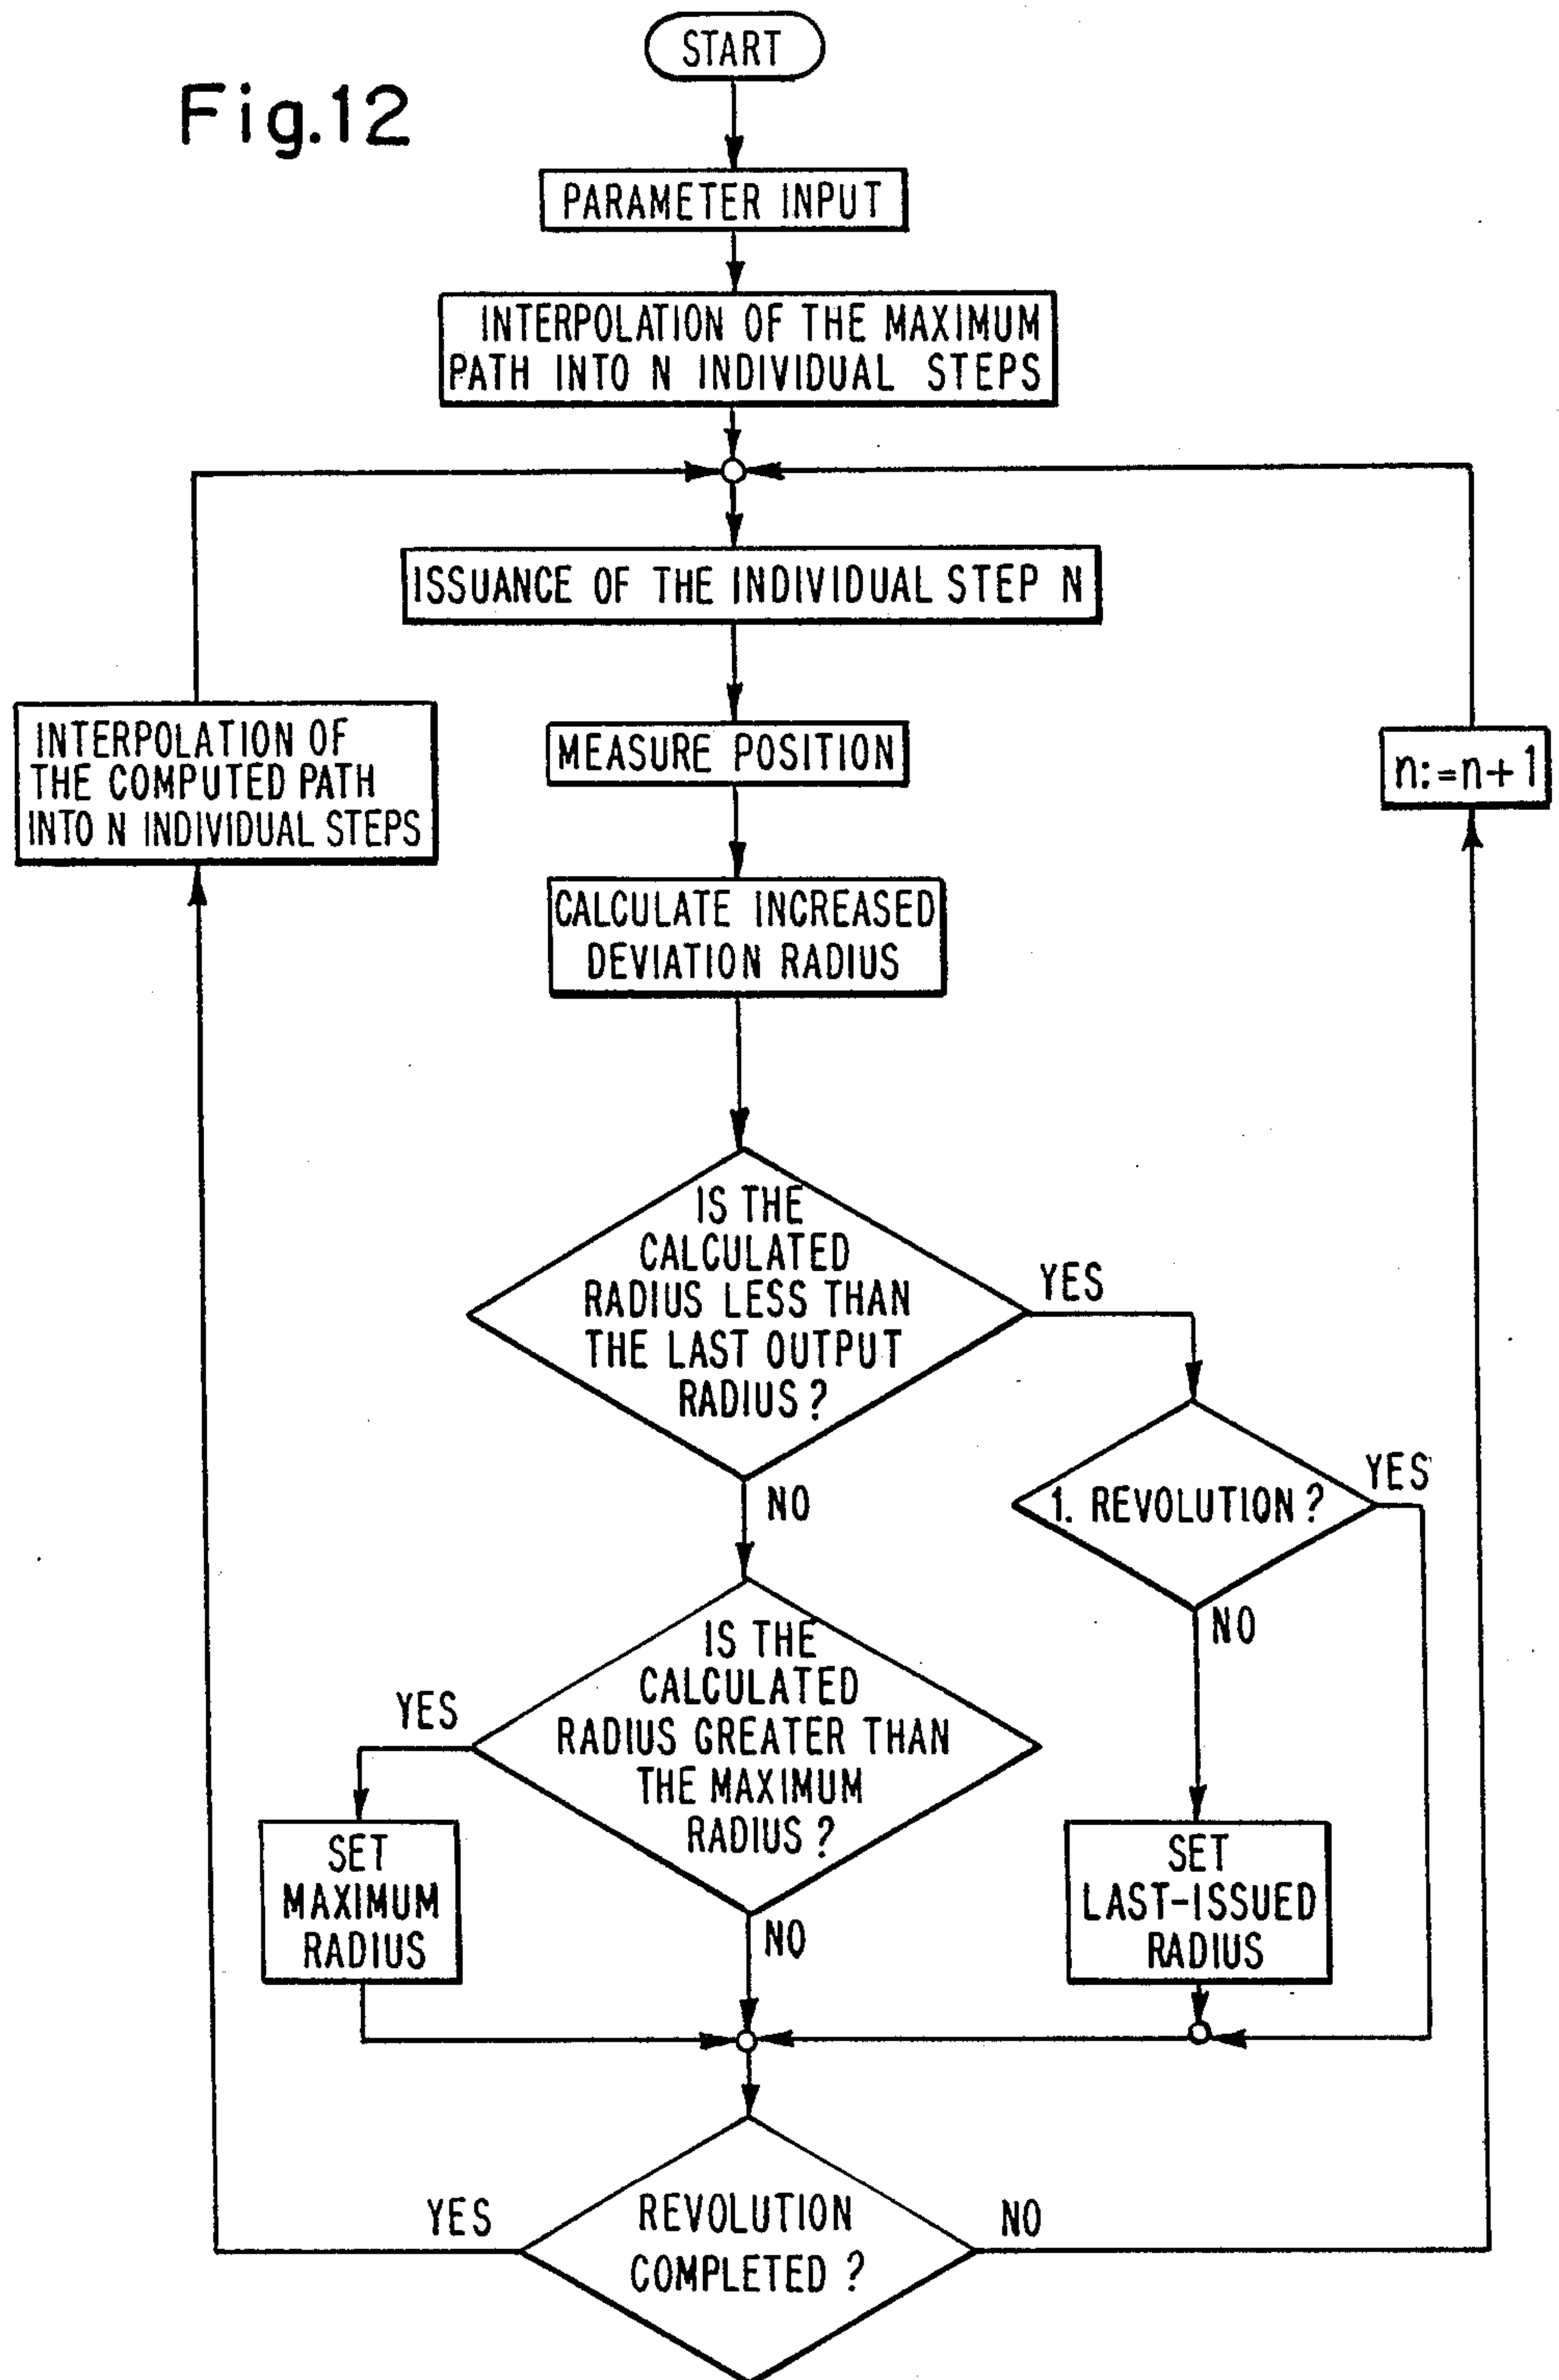 START
Fig.12
PARAMETER INPUT
INTERPOLATION OF THE MAXIMUM
PATH INTO N INDIVIDUAL STEPS
ISSUANCE OF THE INDIVIDUAL STEP N
INTERPOLATION OF
THE COMPUTED PATH
INTO N INDIVIDUAL STEPS
MEASURE POSITION
n:=n+1
CALCULATE INCREASED
DEVIATION RADIUS
IS THE
CALCULATED
RADIUS LESS THAN
THE LAST OUTPUT
RADIUS?
YES
NO
1. REVOLUTION?
YES
NO
IS THE
CALCULATED
RADIUS GREATER THAN
THE MAXIMUM
RADIUS?
YES
NO
SET
MAXIMUM
RADIUS
SET
LAST-ISSUED
RADIUS
REVOLUTION
COMPLETED?
YES
NO